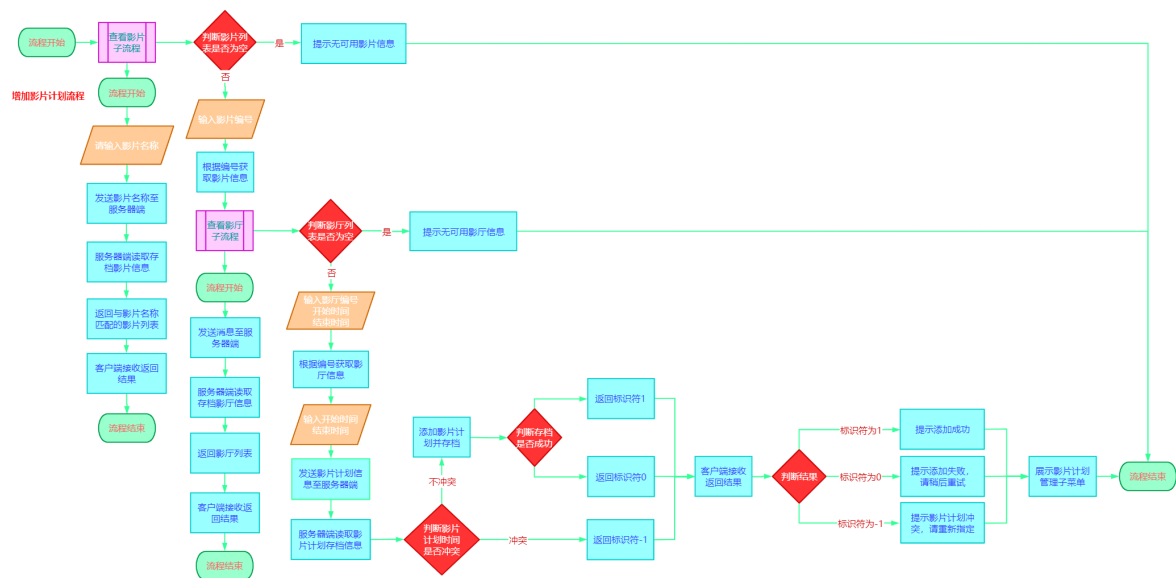 流程开始
查看影片
子流程
判断影片列
表是否为空
是
提示无可用影片信息
否
增加影片计划流程
流程开始
输入影片编号
请输入影片名称
根据编号获
取影片信息
发送影片名称至
服务器端
查看影厅
子流程
判断影厅列
表是否为空
是
提示无可用影厅信息
服务器端读取存
档影片信息
否
流程开始
输入影厅编号
开始时间
结束时间
返回与影片名称
匹配的影片列表
发送消息至服
务器端
客户端接收返回
结果
根据编号获取影
厅信息
服务器端读取
存档影厅信息
流程结束
输入开始时间
结束时间
返回影厅列表
添加影片计
划并存档
判断存档
是否成功
返回标识符1
返回标识符0
发送影片计划信
息至服务器端
不冲突
客户端接收返
回结果
服务器端读取影
片计划存档信息
判断影片
计划时间
是否冲突
冲突
返回标识符-1
流程结束
客户端接收
返回结果
判断结果
标识符为1
提示添加成功
标识符为0
提示添加失败，
请稍后重试
标识符为-1
提示影片计划冲
突，请重新指定
展示影片计划
管理子菜单
流程结束